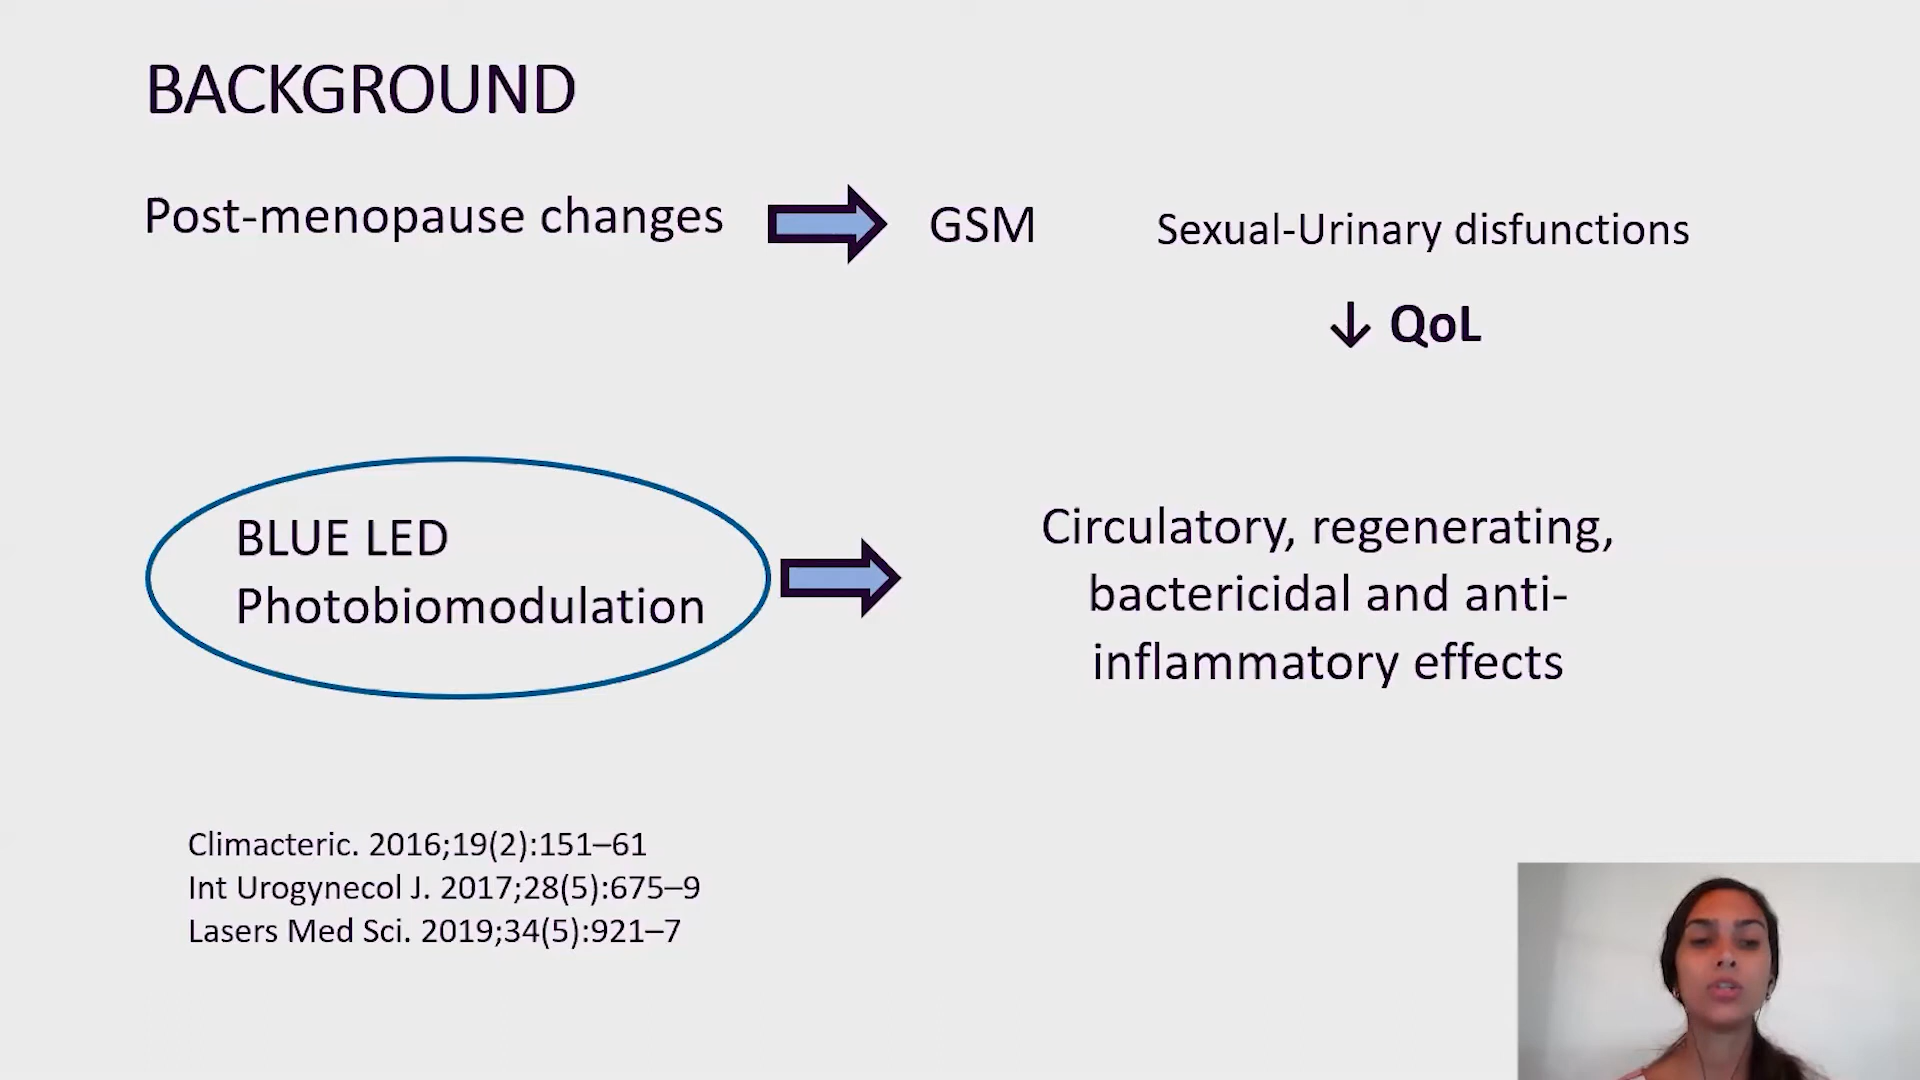 BACKGROUND
Post-menopause changes
GSM
Sexual-Urinary disfunctions
↓ QoL
BLUE LED
Photobiomodulation
Circulatory, regenerating,
bactericidal and anti-
inflammatory effects
Climacteric. 2016;19(2):151–61
Int Urogynecol J. 2017;28(5):675–9
Lasers Med Sci. 2019;34(5):921–7